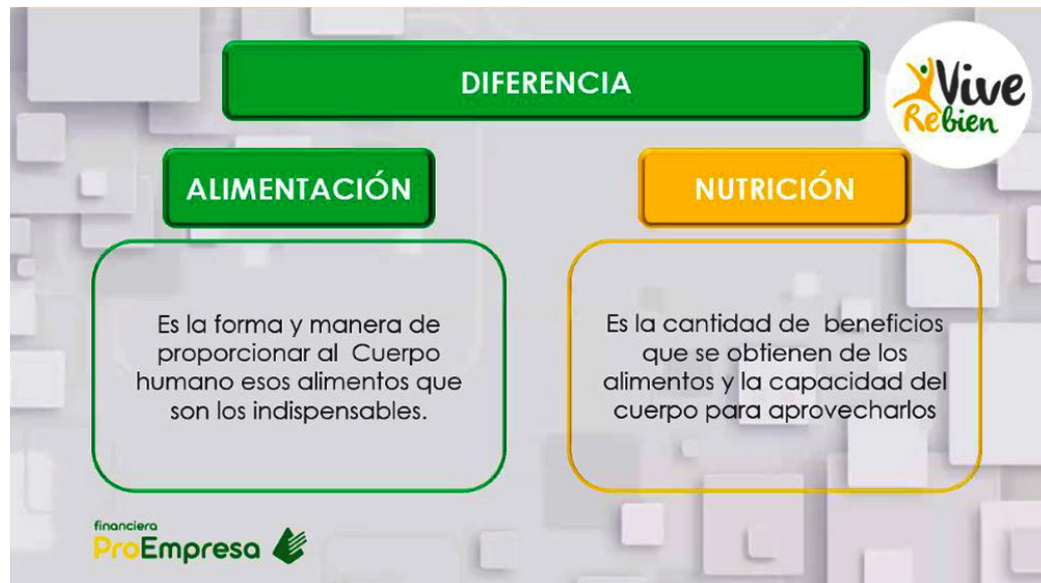 DIFERENCIA
Vive
Rebien
ALIMENTACIÓN
NUTRICIÓN
Es la forma y manera de
proporcionar al Cuerpo
humano esos alimentos que
son los indispensables.
Es la cantidad de beneficios
que se obtienen de los
alimentos y la capacidad del
cuerpo para aprovecharlos
financiera
ProEmpresa